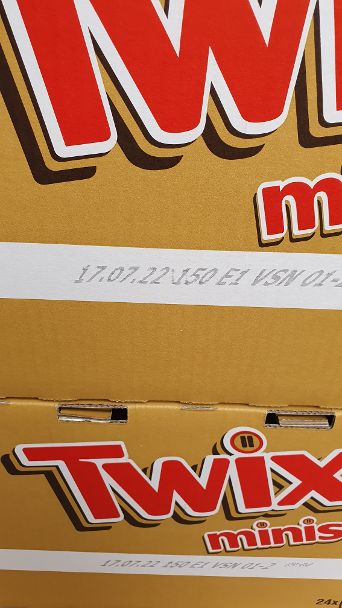 Twi
mi
17.07.22 150 E1 VSN 01-
Twix
minis
17.07.22 150 E1 VSN 01-2
24x